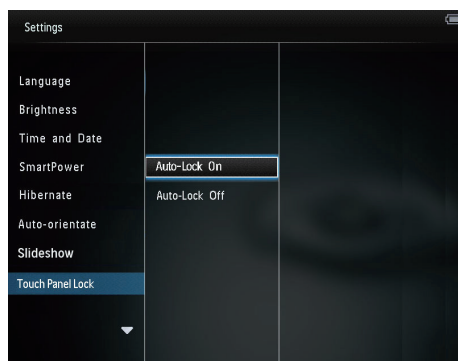 Settings
Language
Brightness
Time and Date
SmartPower
Auto-Lock On
Hibernate
Auto-Lock Off
Auto-orientate
Slideshow
Touch Panel Lock